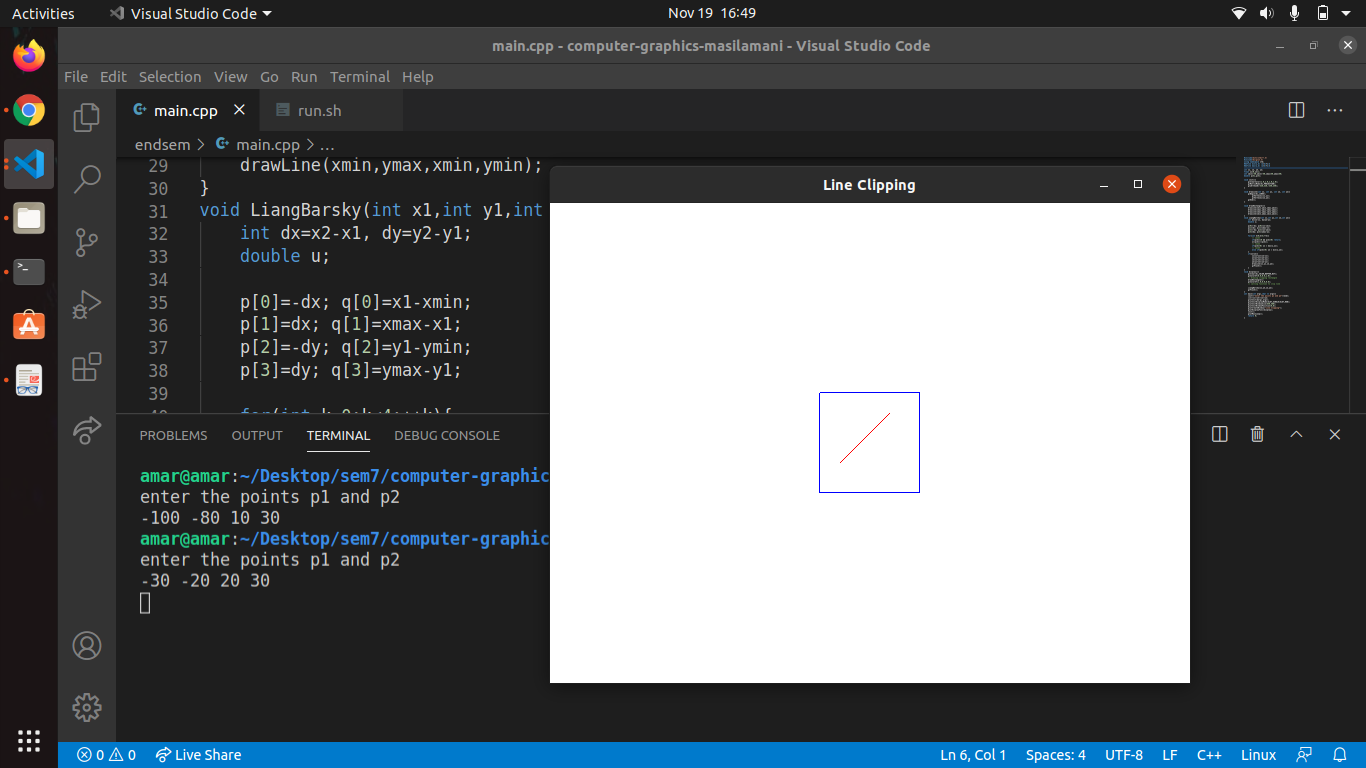 Activities
Visual Studio Code
Nov 19 16:49
main.cpp - computer-graphics-masilamani - Visual Studio Code
File Edit Selection View Go Run Terminal Help
main.cpp
run.sh
endsem > main.cpp > ...
29 drawLine(xmin,ymax,xmin,ymin);
30 }
31 void LiangBarsky(int x1,int y1,int
32 int dx=x2-x1, dy=y2-y1;
33 double u;
34
35 p[0]=-dx; q[0]=x1-xmin;
36 p[1]=dx; q[1]=xmax-x1;
37 p[2]=-dy; q[2]=y1-ymin;
38 p[3]=dy; q[3]=ymax-y1;
39
Line Clipping
PROBLEMS OUTPUT TERMINAL DEBUG CONSOLE
amar@amar:~/Desktop/sem7/computer-graphic
enter the points p1 and p2
-100 -80 10 30
amar@amar:~/Desktop/sem7/computer-graphic
enter the points p1 and p2
-30 -20 20 30
0 0 Live Share
Ln 6, Col 1 Spaces: 4 UTF-8 LF C++ Linux